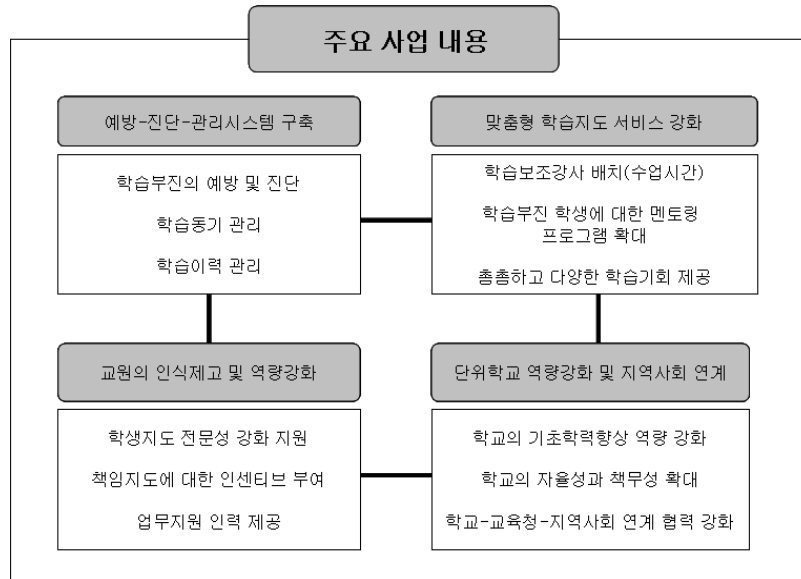 주요 사업 내용
예방-진단-관리시스템 구축
학습부진의 예방 및 진단
학습동기 관리
학습이력 관리
맞춤형 학습지도 서비스 강화
학습보조강사 배치(수업시간)
학습부진 학생에 대한 멘토링
프로그램 확대
촘촘하고 다양한 학습기회 제공
교원의 인식제고 및 역량강화
학생지도 전문성 강화 지원
책임지도에 대한 인센티브 부여
업무지원 인력 제공
단위학교 역량강화 및 지역사회 연계
학교의 기초학력향상 역량 강화
학교의 자율성과 책무성 확대
학교-교육청-지역사회 연계 협력 강화